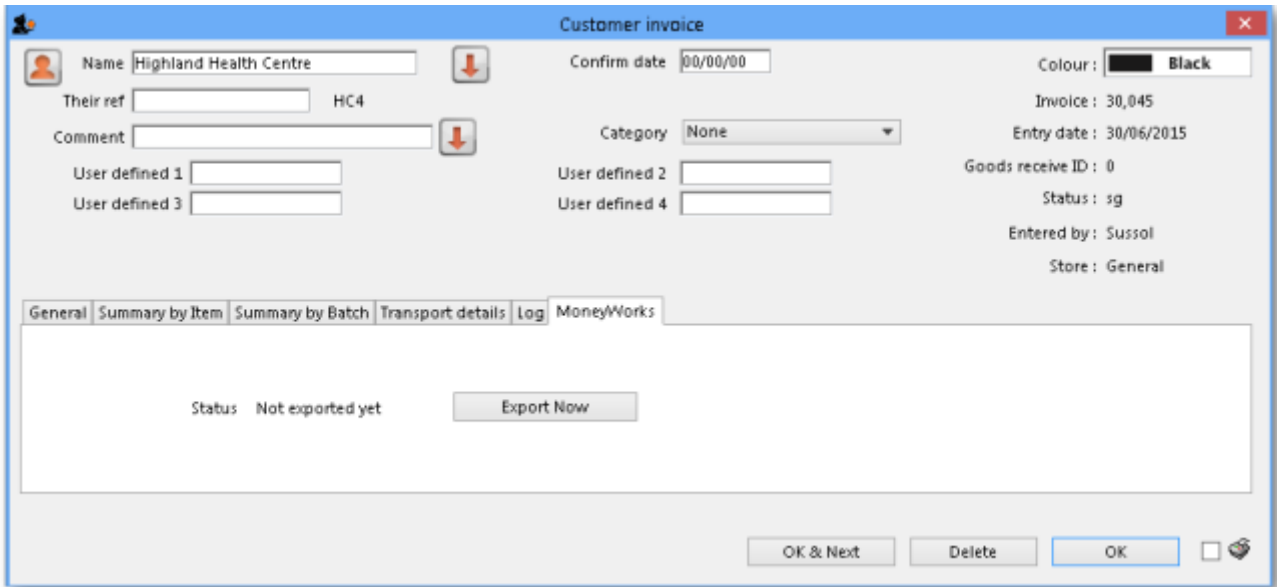 Customer invoice
Name Highland Health Centre
Confirm date 00/00/00
Colour: Black
Their ref
HC4
Invoice: 30,045
Comment
Category None
Entry date: 30/06/2015
User defined 1
User defined 2
Goods receive ID: 0
User defined 3
User defined 4
Status: sg
Entered by: Sussol
Store: General
General Summary by Item Summary by Batch Transport details Log MoneyWorks
Status Not exported yet Export Now
OK & Next Delete OK